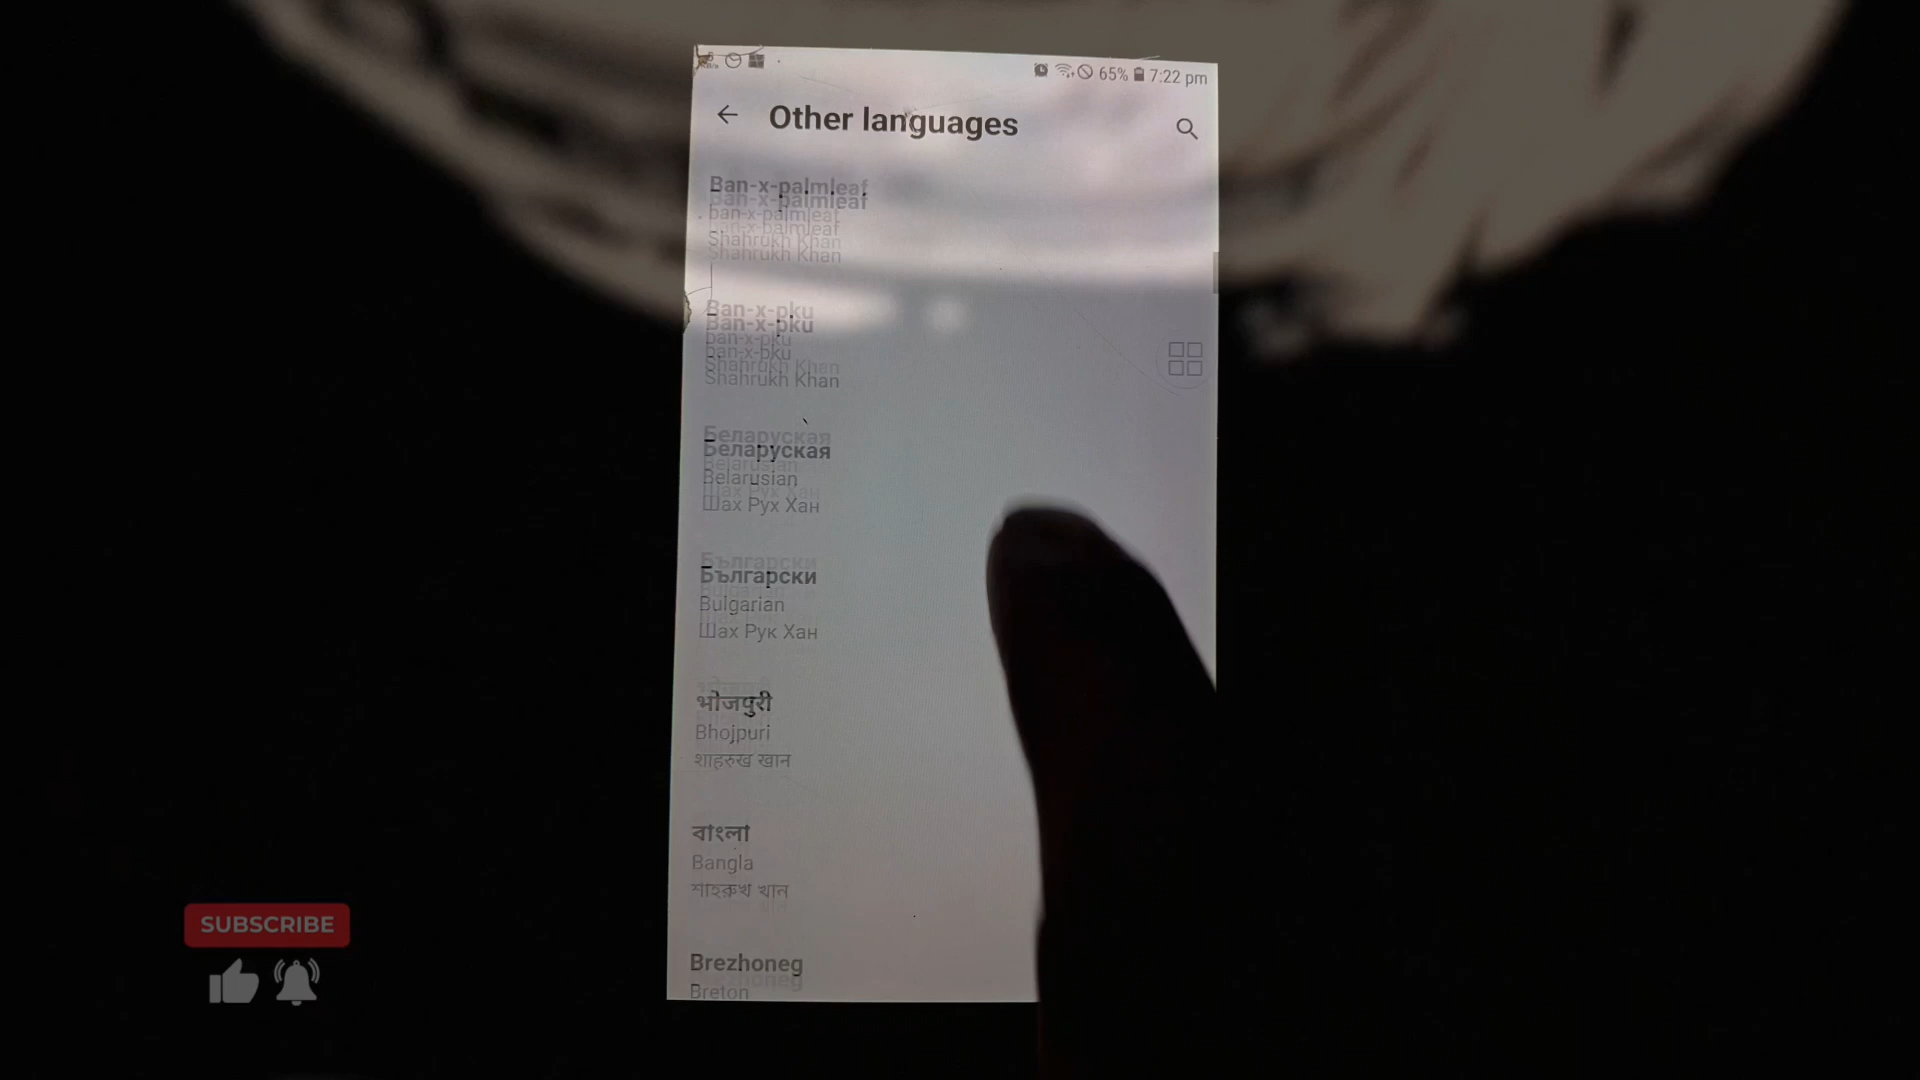 65% 7:22 pm
Other languages
Ban-x-palmleaf
ban-x-palmleaf
Shahrukh Khan
Ban-x-pku
ban-x-pku
Shahrukh Khan
Беларуская
Belarusian
Шах Рух Хан
Български
Bulgarian
Шах Рук Хан
भोजपुरी
Bhojpuri
शाहरुख खान
বাংলা
Bangla
শাহরুখ খান
Brezhoneg
Breton
SUBSCRIBE